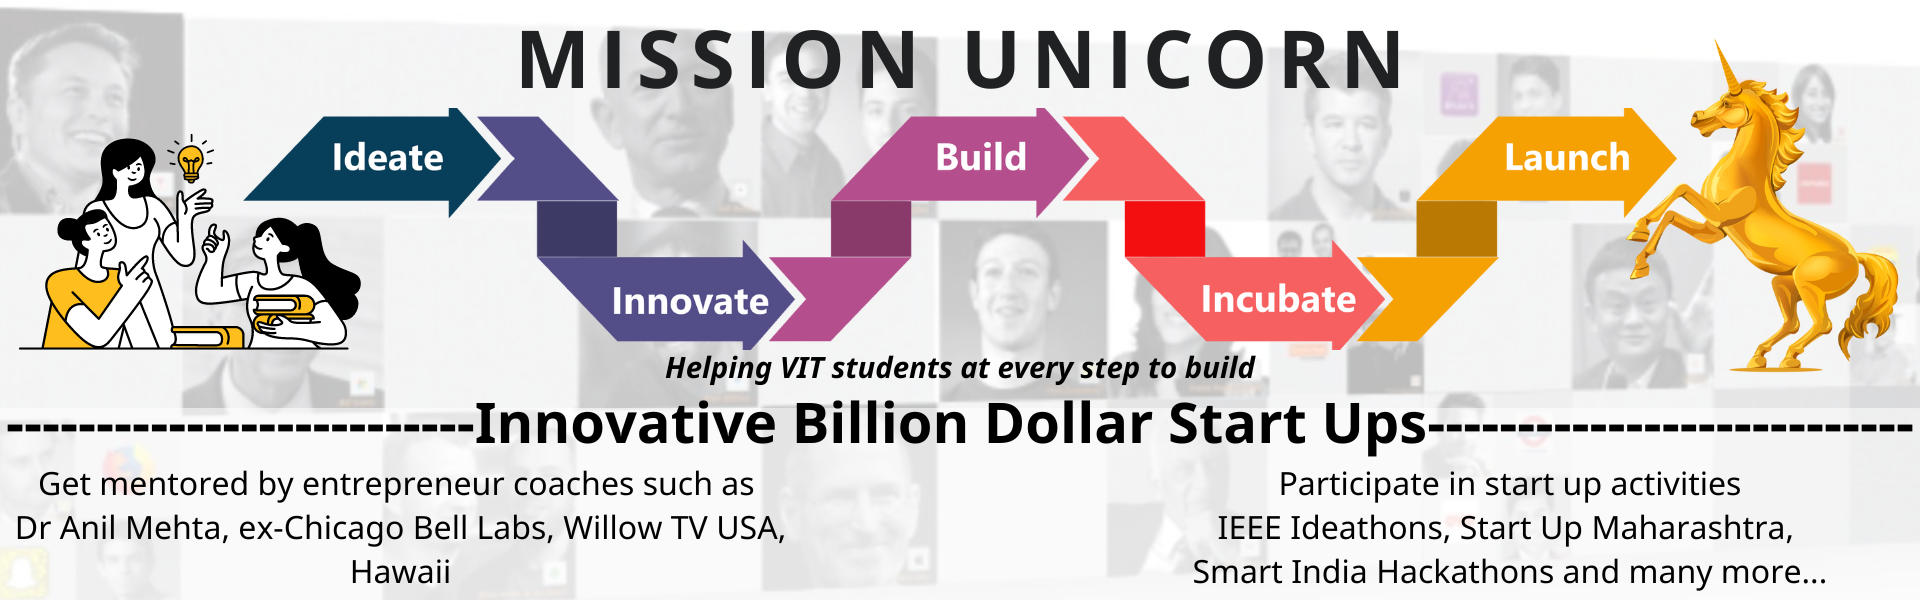 MISSION UNICORN
Ideate
Build
Launch
Innovate
Incubate
Helping VIT students at every step to build
--------------------------Innovative Billion Dollar Start Ups---------------------------
Get mentored by entrepreneur coaches such as
Dr Anil Mehta, ex-Chicago Bell Labs, Willow TV USA,
Hawaii
Participate in start up activities
IEEE Ideathons, Start Up Maharashtra,
Smart India Hackathons and many more...